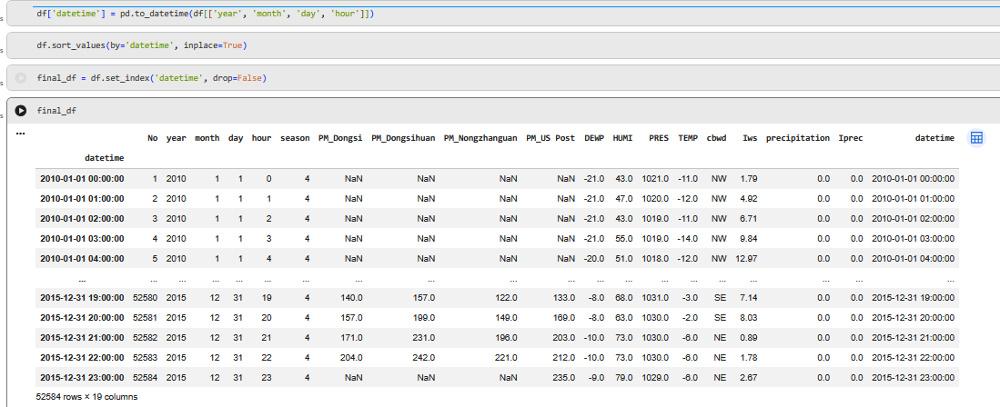 df['datetime'] = pd.to_datetime(df[['year', 'month', 'day', 'hour']])
s
df.sort_values(by='datetime', inplace=True)
s
final_df = df.set_index('datetime', drop=False)
s
final_df
s
...
No year month day hour season PM_Dongsi PM_Dongsihuan PM_Nongzhanguan PM_US Post DEWP HUMI PRES TEMP cbwd Iws precipitation Iprec datetime
datetime
2010-01-01 00:00:00 1 2010 1 1 0 4 NaN NaN NaN NaN -21.0 43.0 1021.0 -11.0 NW 1.79 0.0 0.0 2010-01-01 00:00:00
2010-01-01 01:00:00 2 2010 1 1 1 4 NaN NaN NaN NaN -21.0 47.0 1020.0 -12.0 NW 4.92 0.0 0.0 2010-01-01 01:00:00
2010-01-01 02:00:00 3 2010 1 1 2 4 NaN NaN NaN NaN -21.0 43.0 1019.0 -11.0 NW 6.71 0.0 0.0 2010-01-01 02:00:00
2010-01-01 03:00:00 4 2010 1 1 3 4 NaN NaN NaN NaN -21.0 55.0 1019.0 -14.0 NW 9.84 0.0 0.0 2010-01-01 03:00:00
2010-01-01 04:00:00 5 2010 1 1 4 4 NaN NaN NaN NaN -20.0 51.0 1018.0 -12.0 NW 12.97 0.0 0.0 2010-01-01 04:00:00
... ... ... ... ... ... ... ... ... ... ... ... ... ... ... ... ... ... ... ...
2015-12-31 19:00:00 52580 2015 12 31 19 4 140.0 157.0 122.0 133.0 -8.0 68.0 1031.0 -3.0 SE 7.14 0.0 0.0 2015-12-31 19:00:00
2015-12-31 20:00:00 52581 2015 12 31 20 4 157.0 199.0 149.0 169.0 -8.0 63.0 1030.0 -2.0 SE 8.03 0.0 0.0 2015-12-31 20:00:00
2015-12-31 21:00:00 52582 2015 12 31 21 4 171.0 231.0 196.0 203.0 -10.0 73.0 1030.0 -6.0 NE 0.89 0.0 0.0 2015-12-31 21:00:00
2015-12-31 22:00:00 52583 2015 12 31 22 4 204.0 242.0 221.0 212.0 -10.0 73.0 1030.0 -6.0 NE 1.78 0.0 0.0 2015-12-31 22:00:00
2015-12-31 23:00:00 52584 2015 12 31 23 4 NaN NaN NaN 235.0 -9.0 79.0 1029.0 -6.0 NE 2.67 0.0 0.0 2015-12-31 23:00:00
52584 rows × 19 columns